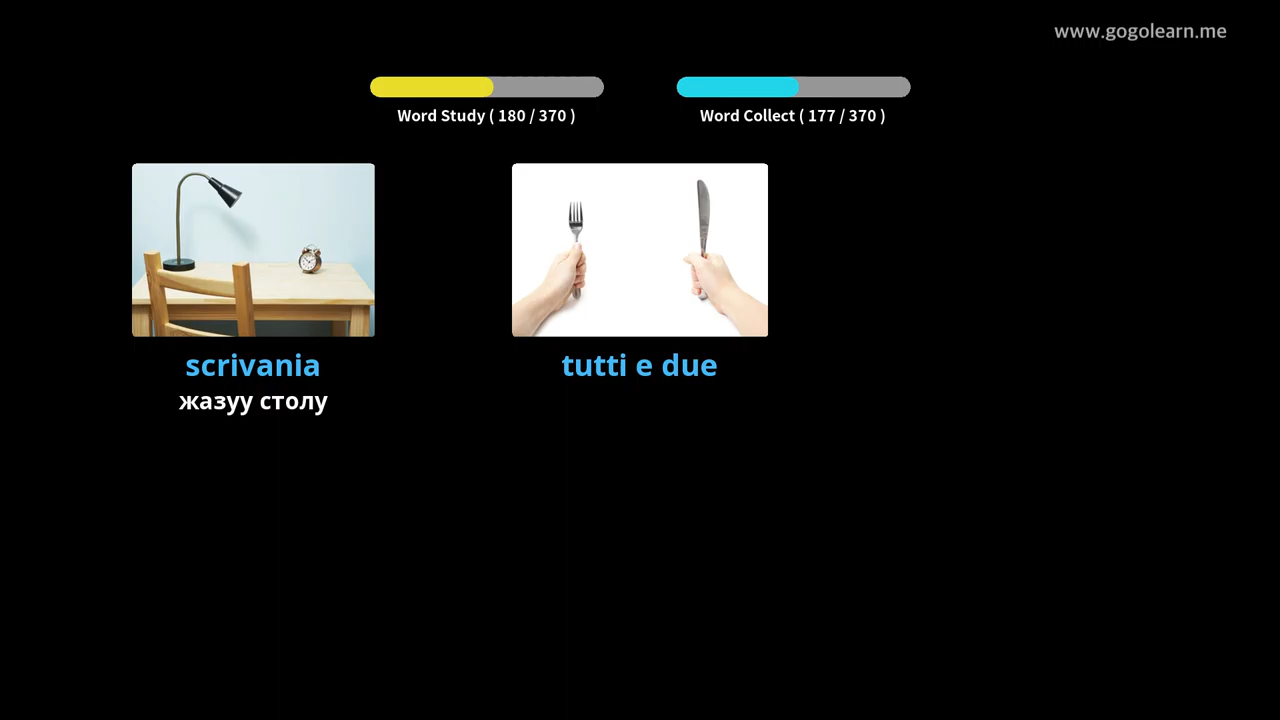 www.gogolearn.me
Word Study ( 180 / 370 )
Word Collect ( 177 / 370 )
scrivania
жазуу столу
tutti e due